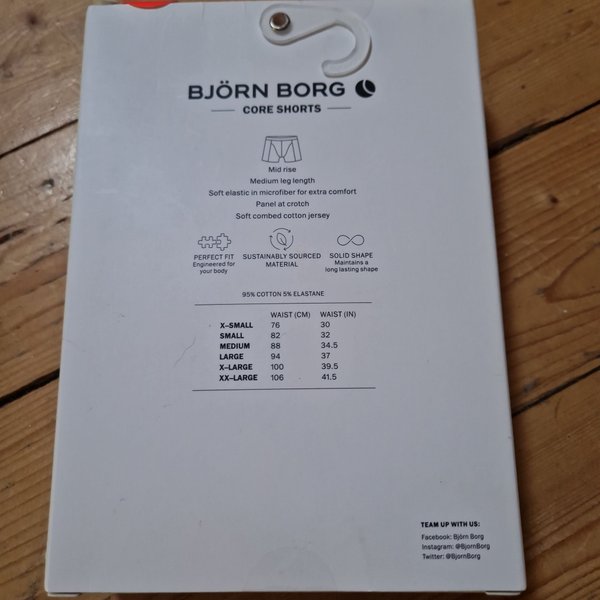 BJÖRN BORG
CORE SHORTS
Mid rise
Medium leg length
Soft elastic in microfiber for extra comfort
Panel at crotch
Soft combed cotton jersey
PERFECT FIT
Engineered for
your body
SUSTAINABLY SOURCED
MATERIAL
SOLID SHAPE
Maintains a
long lasting shape
95% COTTON 5% ELASTANE
WAIST (CM) WAIST (IN)
X-SMALL 76 30
SMALL 82 32
MEDIUM 88 34.5
LARGE 94 37
X-LARGE 100 39.5
XX-LARGE 106 41.5
TEAM UP WITH US:
Facebook: Björn Borg
Instagram: @BjornBorg
Twitter: @BjornBorg